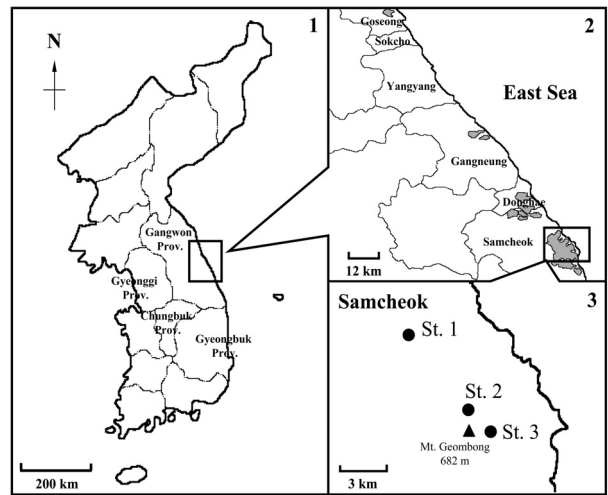 1
N
Gangwon
Prov.
Gyeonggi
Prov.
Chungbuk
Prov.
Gyeongbuk
Prov.
200 km
2
Goseong
Sokcho
Yangyang
East Sea
Gangneung
Donghae
Samcheok
12 km
Samcheok
3
St. 1
St. 2
St. 3
Mt. Geombong
682 m
3 km